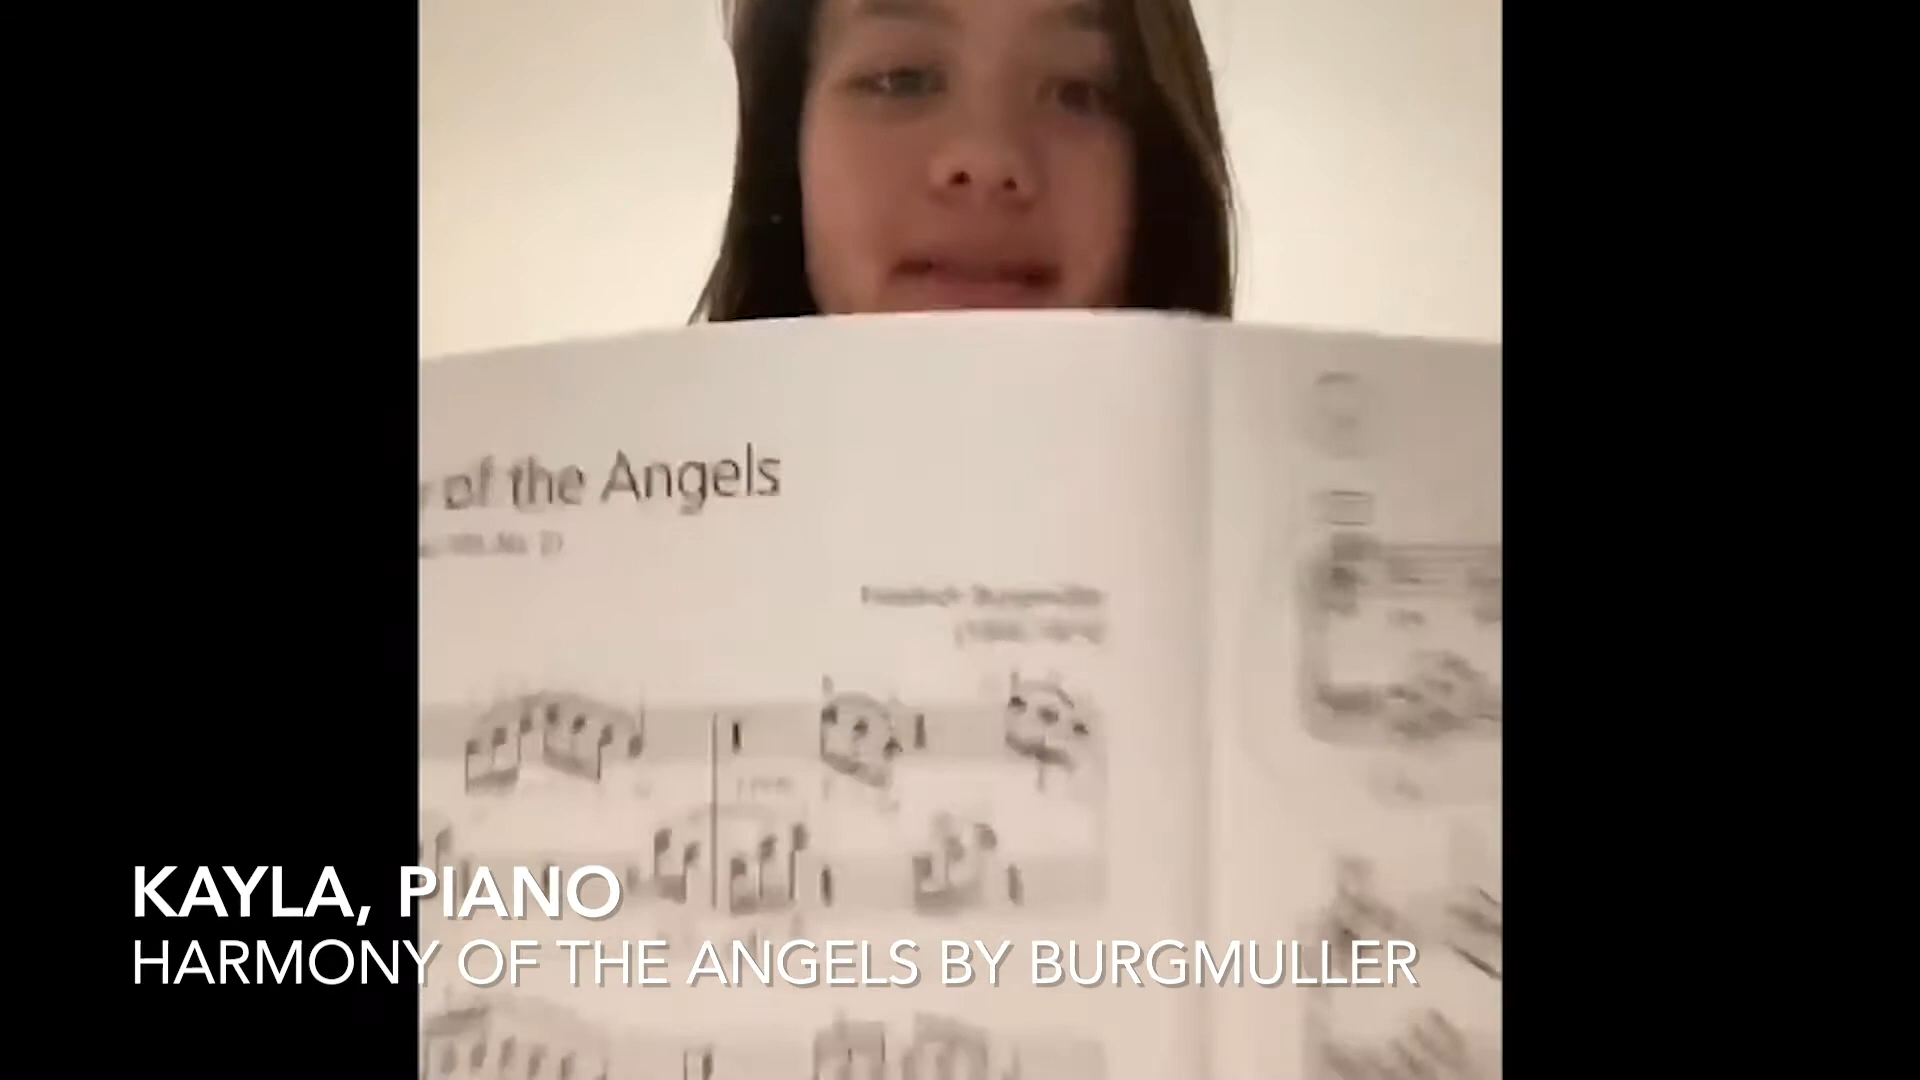 of the Angels
KAYLA, PIANO
HARMONY OF THE ANGELS BY BURGMULLER